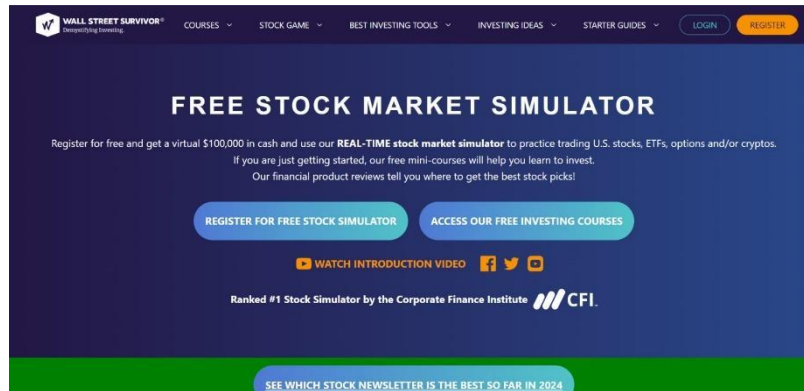 WALL STREET SURVIVOR®
Demystifying Investing.
COURSES
STOCK GAME
BEST INVESTING TOOLS
INVESTING IDEAS
STARTER GUIDES
LOGIN
REGISTER
FREE STOCK MARKET SIMULATOR
Register for free and get a virtual $100,000 in cash and use our REAL-TIME stock market simulator to practice trading U.S. stocks, ETFs, options and/or cryptos.
If you are just getting started, our free mini-courses will help you learn to invest.
Our financial product reviews tell you where to get the best stock picks!
REGISTER FOR FREE STOCK SIMULATOR
ACCESS OUR FREE INVESTING COURSES
WATCH INTRODUCTION VIDEO
Ranked #1 Stock Simulator by the Corporate Finance Institute CFI
SEE WHICH STOCK NEWSLETTER IS THE BEST SO FAR IN 2024